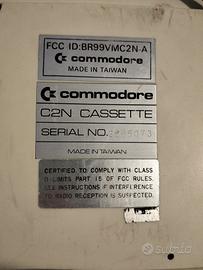 FCC ID:BR99VMC2N-A
commodore
MADE IN TAIWAN
commodore
C2N CASSETTE
SERIAL NO.
MADE IN TAIWAN
CERTIFIED TO COMPLY WITH CLASS
B LIMITS PART 15 OF FCC RULES.
SEE INSTRUCTIONS IF INTERFERENCE
TO RADIO RECEPTION IS SUSPECTED.
subito